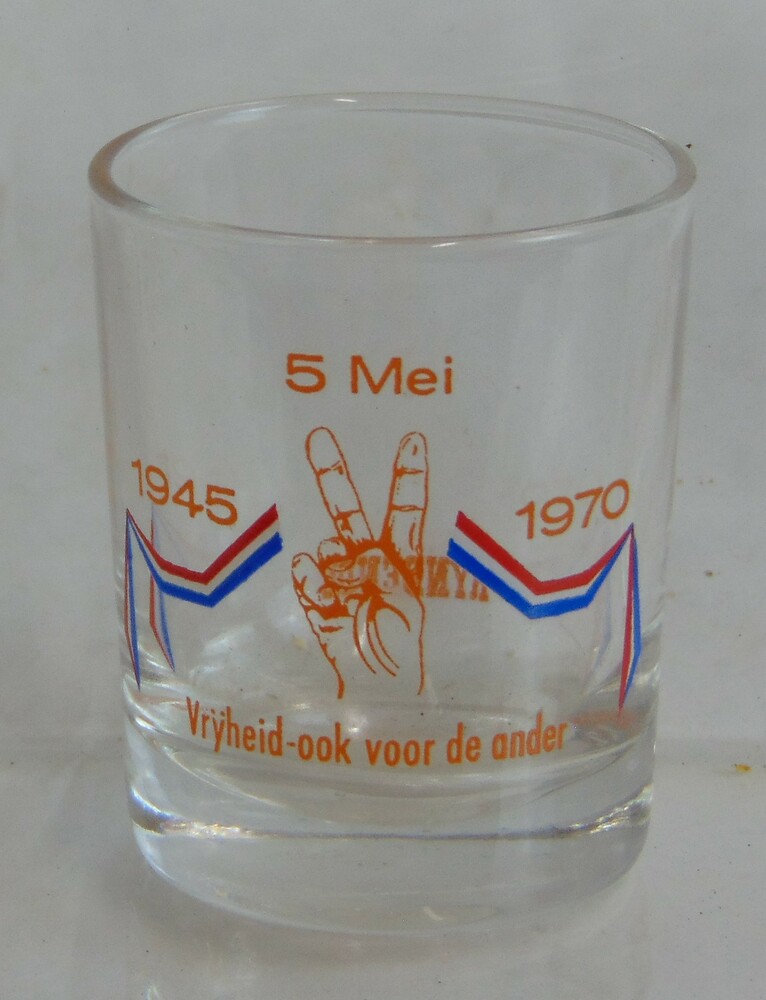 5 Mei
1945
1970
Vrÿheid-ook voor de ander